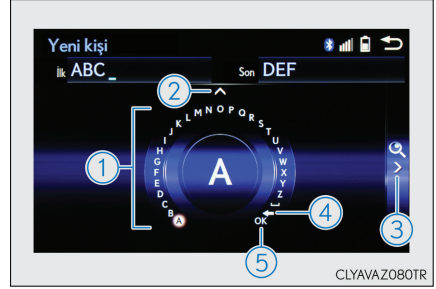 Yeni kişi
İlk ABC_ Son DEF
2
A B C D E F G H I J K L M N O P Q R S T U V W X Y Z
1
A
3
4
OK
5
CLYAVAZ080TR